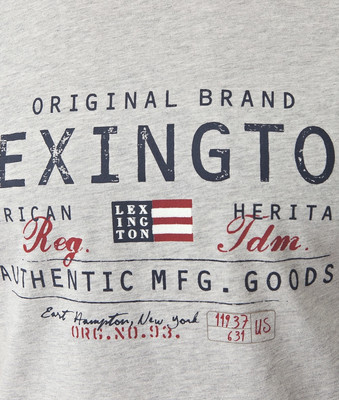 ORIGINAL BRAND
EXINGTO
RICAN LEX ING TON HERITA
Reg. Tdm.
AUTHENTIC MFG. GOODS
East Hampton, New York
ORG.NO.93.
11937
631 US